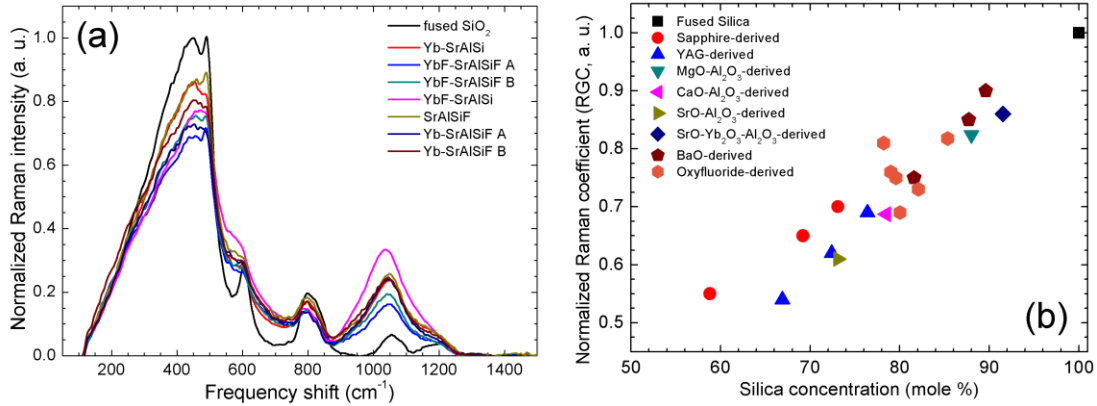 (a)
fused SiO₂
Yb-SrAlSi
YbF-SrAlSiF A
YbF-SrAlSiF B
YbF-SrAlSi
SrAlSiF
Yb-SrAlSiF A
Yb-SrAlSiF B
Normalized Raman intensity (a. u.)
1.0
0.8
0.6
0.4
0.2
0.0
200 400 600 800 1000 1200 1400
Frequency shift (cm⁻¹)
(b)
Fused Silica
Sapphire-derived
YAG-derived
MgO-Al₂O₃-derived
CaO-Al₂O₃-derived
SrO-Al₂O₃-derived
SrO-Yb₂O₃-Al₂O₃-derived
BaO-derived
Oxyfluoride-derived
Normalized Raman coefficient (RGC, a. u.)
1.0
0.9
0.8
0.7
0.6
0.5
50 60 70 80 90 100
Silica concentration (mole %)